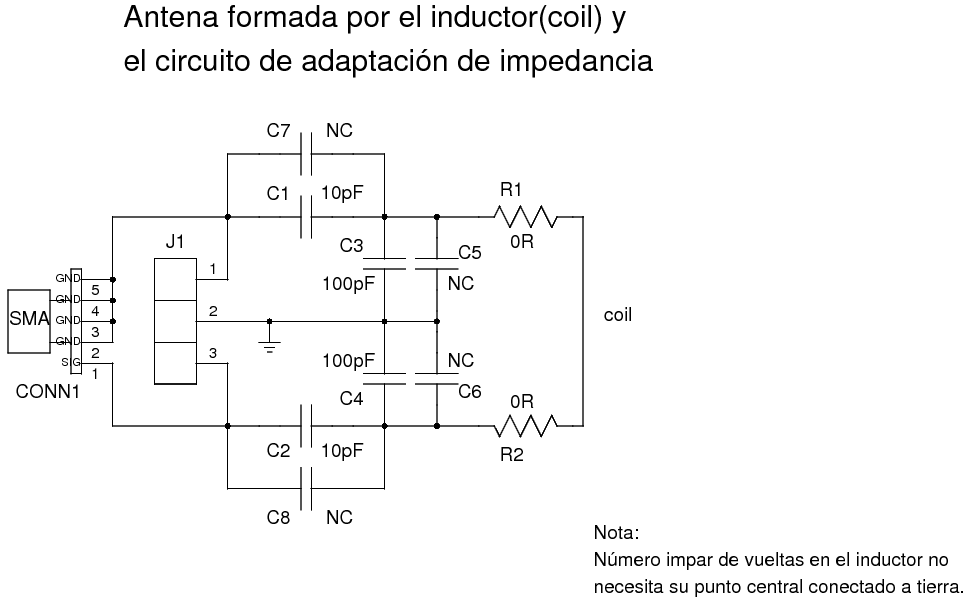 Antena formada por el inductor(coil) y
el circuito de adaptación de impedancia
C7 NC
C1 10pF
R1
0R
J1
C3
C5
100pF
NC
1
2
3
GND
GND
GND
GND
SIG
5
4
3
2
1
SMA
CONN1
coil
100pF
NC
C4
C6
0R
R2
C2 10pF
C8 NC
Nota:
Número impar de vueltas en el inductor no
necesita su punto central conectado a tierra.